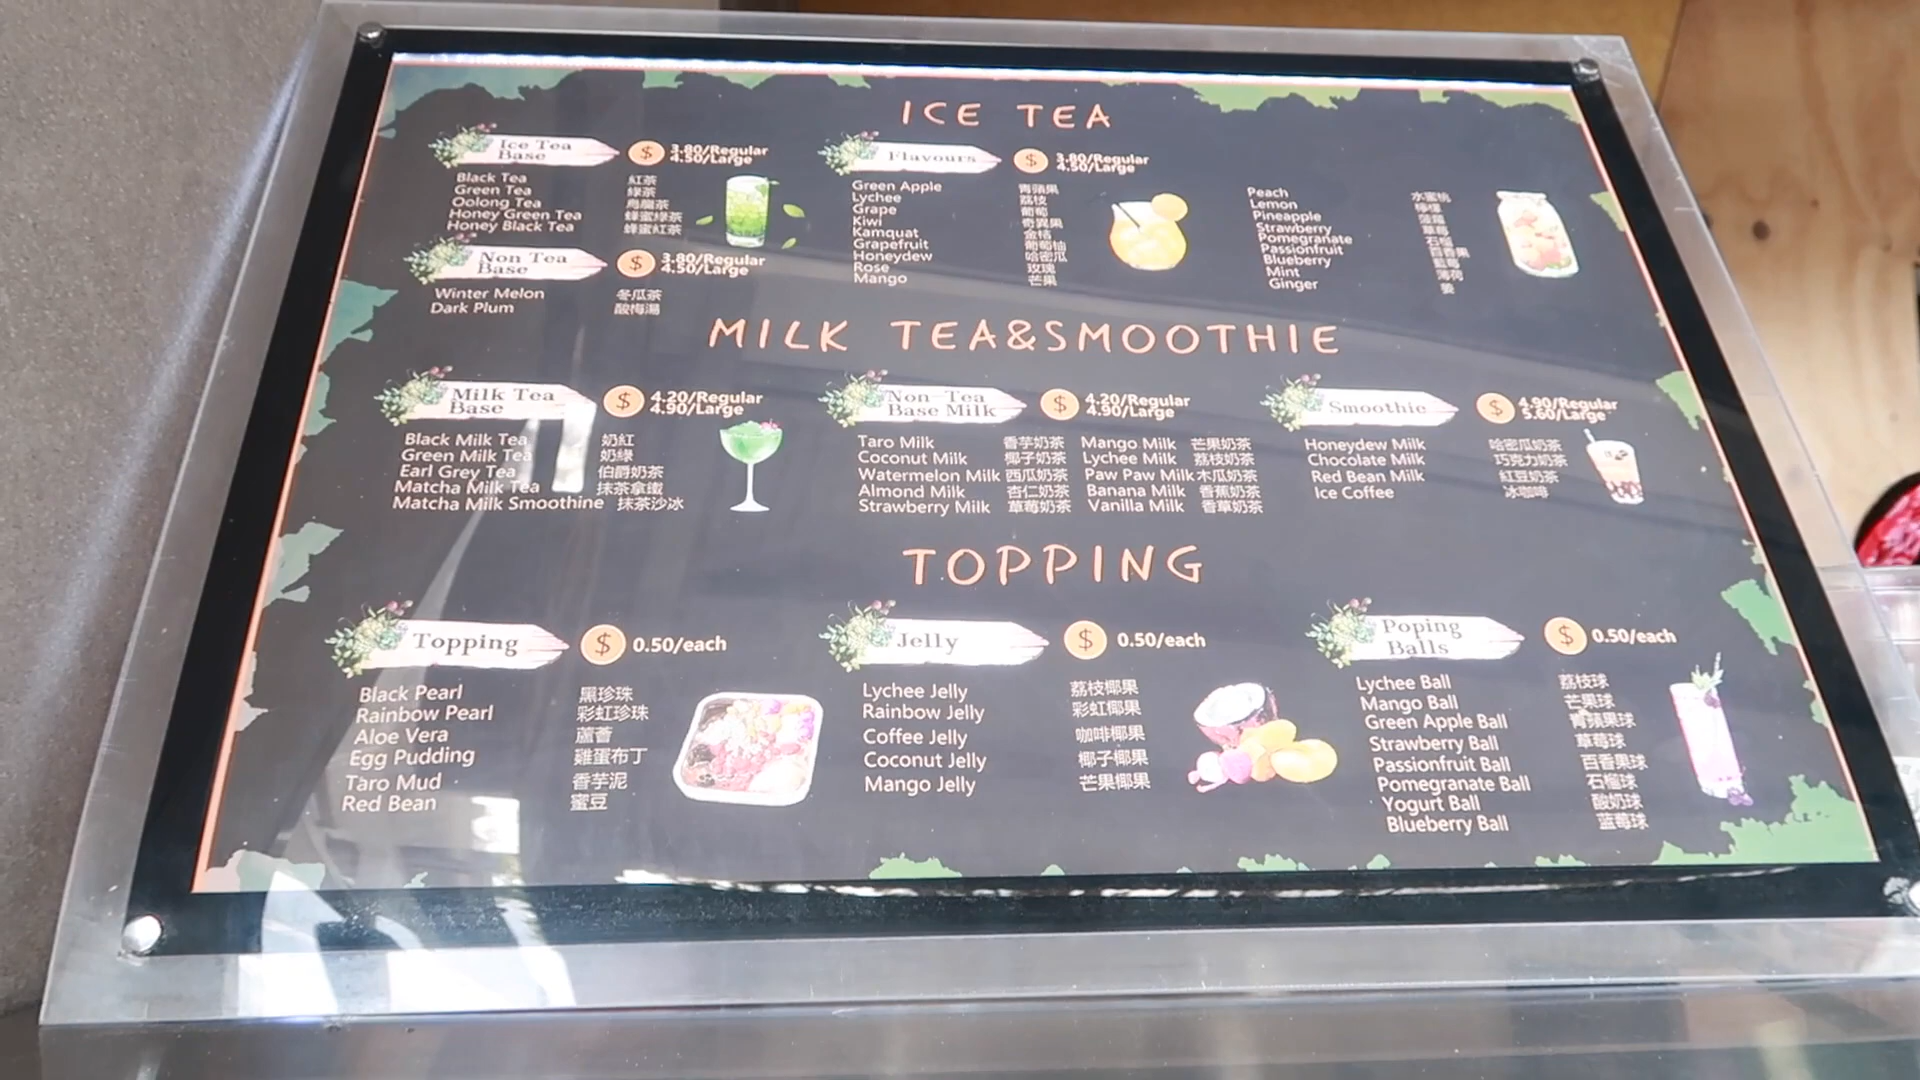 ICE TEA
Ice Tea
Base
$ 3.80/Regular
4.50/Large
Black Tea 紅茶
Green Tea 綠茶
Oolong Tea 烏龍茶
Honey Green Tea 蜂蜜綠茶
Honey Black Tea 蜂蜜紅茶
Non Tea
Base
$ 3.80/Regular
4.50/Large
Winter Melon 冬瓜茶
Dark Plum 酸梅湯
Flavours
$ 3.80/Regular
4.50/Large
Green Apple 青蘋果
Lychee 荔枝
Grape 葡萄
Kiwi 奇異果
Kamquat 金桔
Grapefruit 葡萄柚
Honeydew 哈密瓜
Rose 玫瑰
Mango 芒果
Peach 水蜜桃
Lemon 檸檬
Pineapple 菠蘿
Strawberry 草莓
Pomegranate 石榴
Passionfruit 百香果
Blueberry 藍莓
Mint 薄荷
Ginger 姜
MILK TEA&SMOOTHIE
Milk Tea
Base
$ 4.20/Regular
4.90/Large
Black Milk Tea 奶紅
Green Milk Tea 奶綠
Earl Grey Tea 伯爵奶茶
Matcha Milk Tea 抹茶拿鐵
Matcha Milk Smoothine 抹茶沙冰
Non-Tea
Base Milk
$ 4.20/Regular
4.90/Large
Taro Milk 香芋奶茶 Mango Milk 芒果奶茶
Coconut Milk 椰子奶茶 Lychee Milk 荔枝奶茶
Watermelon Milk 西瓜奶茶 Paw Paw Milk 木瓜奶茶
Almond Milk 杏仁奶茶 Banana Milk 香蕉奶茶
Strawberry Milk 草莓奶茶 Vanilla Milk 香草奶茶
Smoothie
$ 4.90/Regular
5.60/Large
Honeydew Milk 哈密瓜奶茶
Chocolate Milk 巧克力奶茶
Red Bean Milk 紅豆奶茶
Ice Coffee 冰咖啡
TOPPING
Topping
$ 0.50/each
Black Pearl 黑珍珠
Rainbow Pearl 彩虹珍珠
Aloe Vera 蘆薈
Egg Pudding 雞蛋布丁
Taro Mud 香芋泥
Red Bean 蜜豆
Jelly
$ 0.50/each
Lychee Jelly 荔枝椰果
Rainbow Jelly 彩虹椰果
Coffee Jelly 咖啡椰果
Coconut Jelly 椰子椰果
Mango Jelly 芒果椰果
Poping
Balls
$ 0.50/each
Lychee Ball 荔枝球
Mango Ball 芒果球
Green Apple Ball 青蘋果球
Strawberry Ball 草莓球
Passionfruit Ball 百香果球
Pomegranate Ball 石榴球
Yogurt Ball 酸奶球
Blueberry Ball 蓝莓球